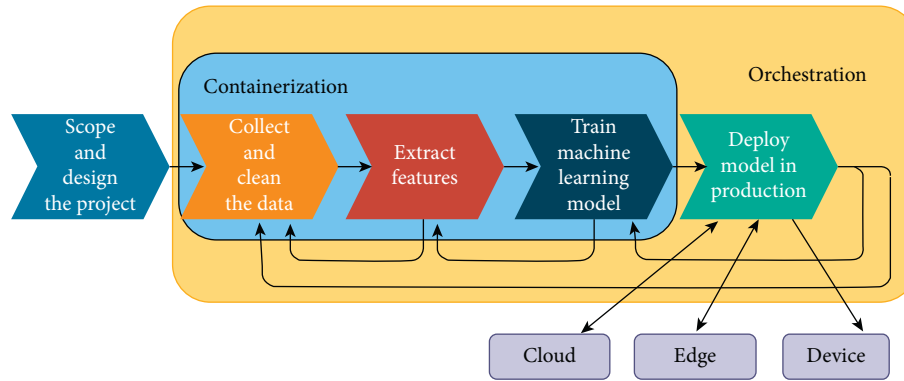 Orchestration
Containerization
Scope
and
design
the project
Collect
and
clean
the data
Extract
features
Train
machine
learning
model
Deploy
model in
production
Cloud
Edge
Device